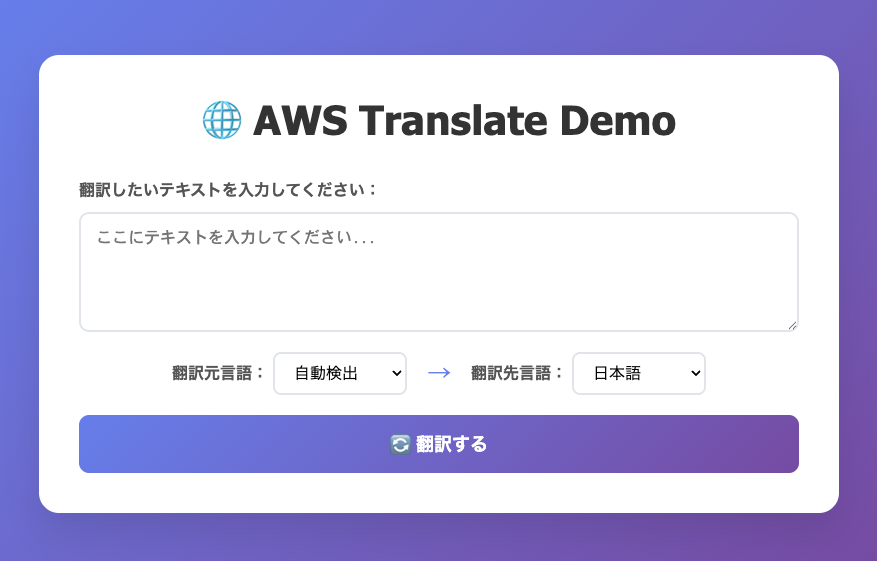 🌐 AWS Translate Demo
翻訳したいテキストを入力してください：
ここにテキストを入力してください...
翻訳元言語： 自動検出 → 翻訳先言語： 日本語
🔄 翻訳する